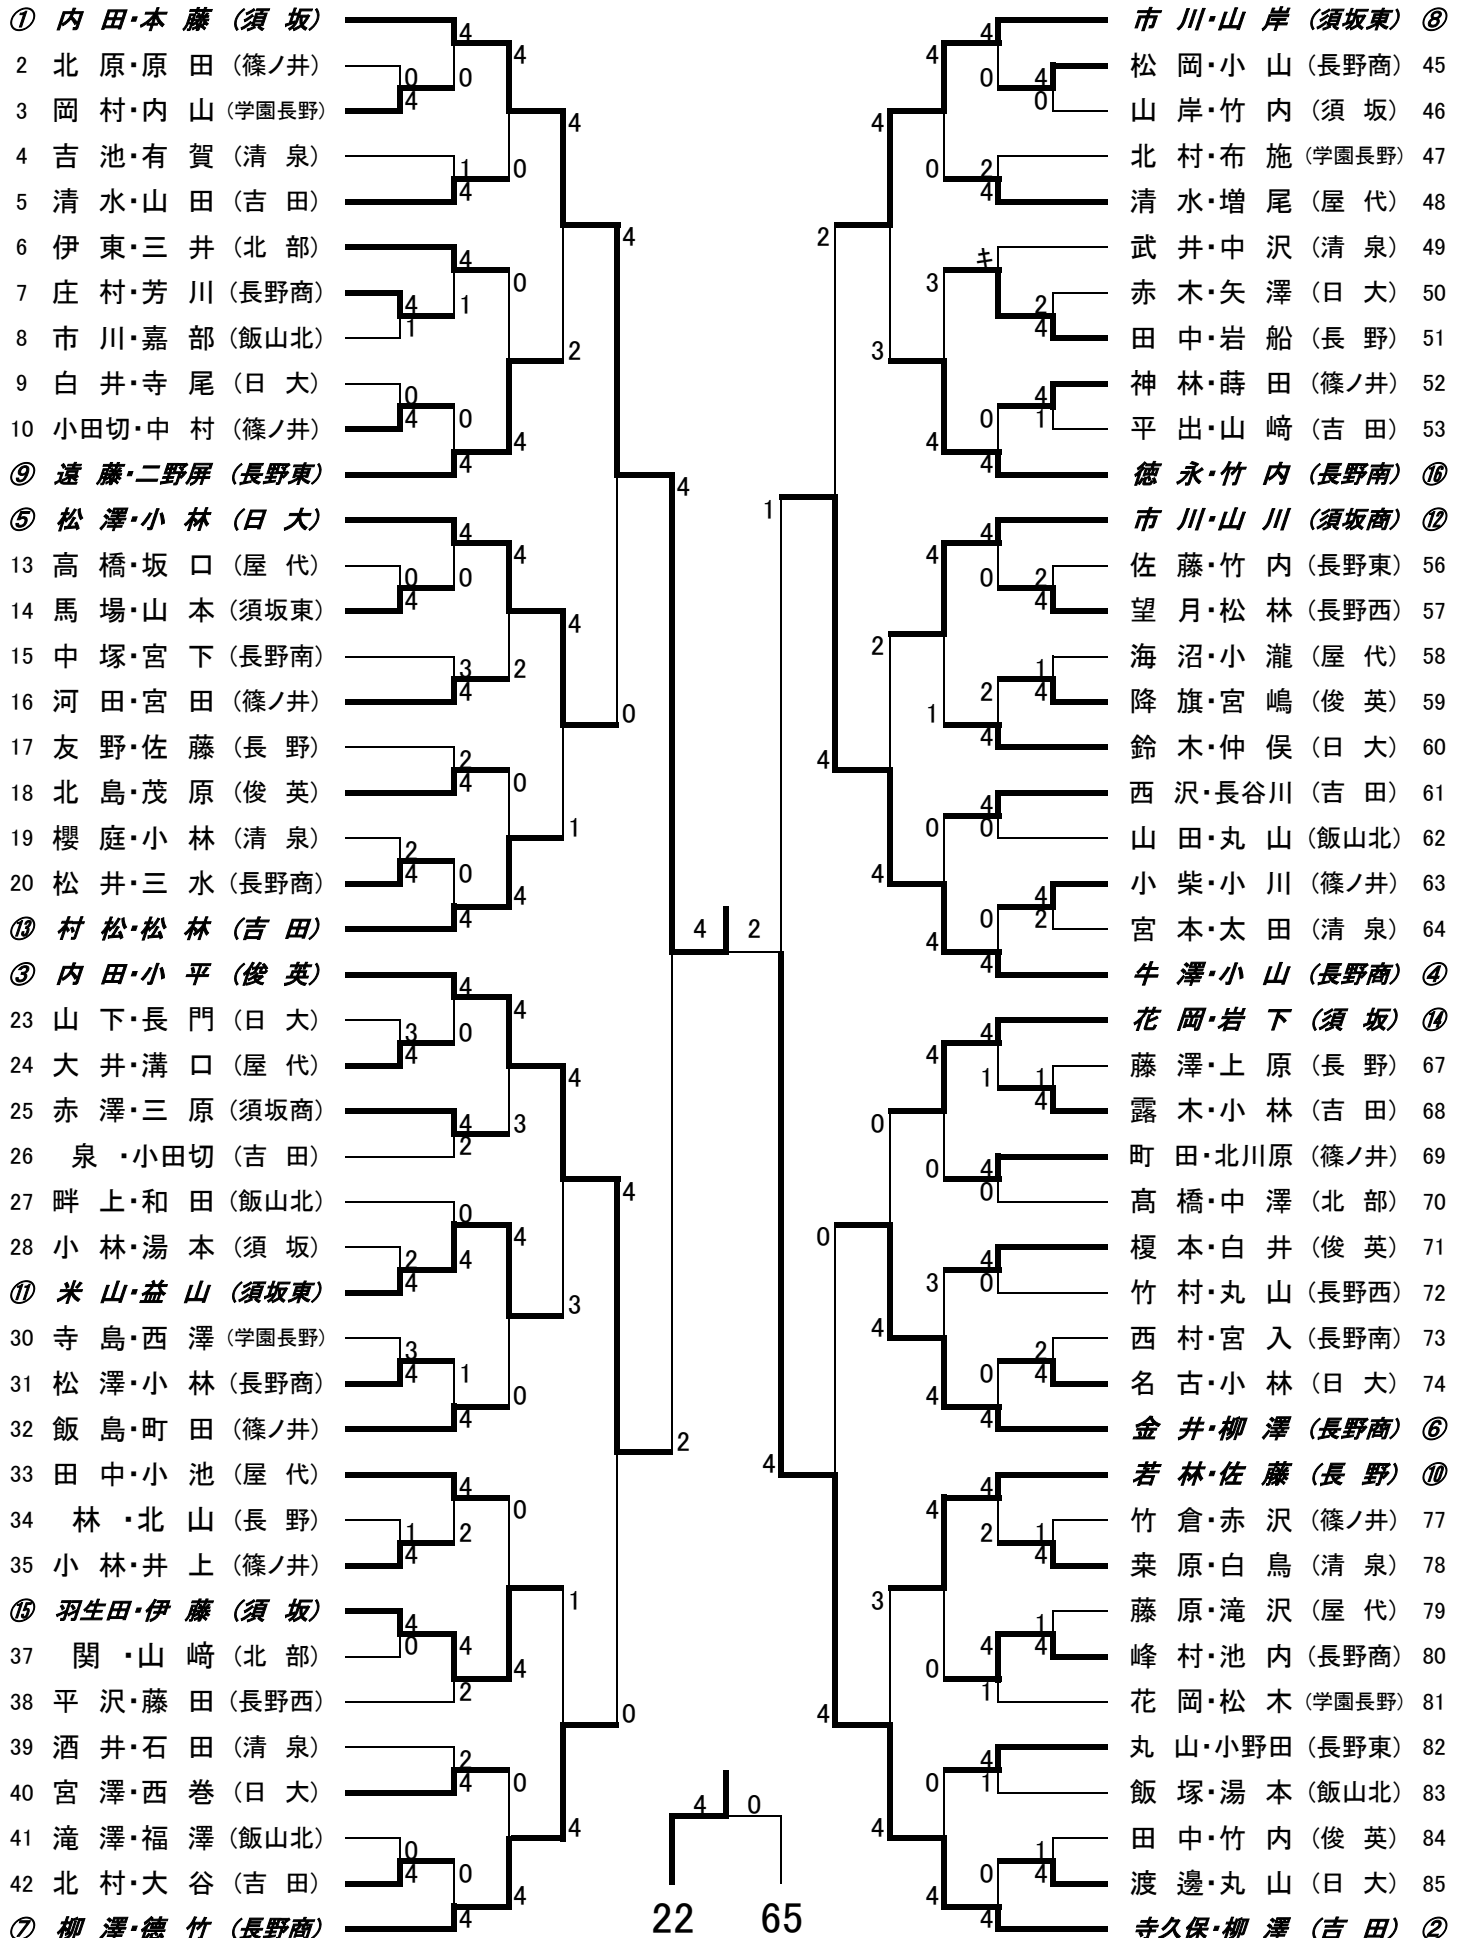 ① 内 田・本 藤 (須 坂)
2 北 原・原 田 (篠ノ井)
3 岡 村・内 山 (学園長野)
4 吉 池・有 賀 (清 泉)
5 清 水・山 田 (吉 田)
6 伊 東・三 井 (北 部)
7 庄 村・芳 川 (長野商)
8 市 川・嘉 部 (飯山北)
9 白 井・寺 尾 (日 大)
10 小田切・中 村 (篠ノ井)
⑨ 遠 藤・二野屏 (長野東)
⑤ 松 澤・小 林 (日 大)
13 高 橋・坂 口 (屋 代)
14 馬 場・山 本 (須坂東)
15 中 塚・宮 下 (長野南)
16 河 田・宮 田 (篠ノ井)
17 友 野・佐 藤 (長 野)
18 北 島・茂 原 (俊 英)
19 櫻 庭・小 林 (清 泉)
20 松 井・三 水 (長野商)
⑬ 村 松・松 林 (吉 田)
③ 内 田・小 平 (俊 英)
23 山 下・長 門 (日 大)
24 大 井・溝 口 (屋 代)
25 赤 澤・三 原 (須坂商)
26 泉 ・小田切 (吉 田)
27 畔 上・和 田 (飯山北)
28 小 林・湯 本 (須 坂)
⑪ 米 山・益 山 (須坂東)
30 寺 島・西 澤 (学園長野)
31 松 澤・小 林 (長野商)
32 飯 島・町 田 (篠ノ井)
33 田 中・小 池 (屋 代)
34 林 ・北 山 (長 野)
35 小 林・井 上 (篠ノ井)
⑮ 羽生田・伊 藤 (須 坂)
37 関 ・山 﨑 (北 部)
38 平 沢・藤 田 (長野西)
39 酒 井・石 田 (清 泉)
40 宮 澤・西 巻 (日 大)
41 滝 澤・福 澤 (飯山北)
42 北 村・大 谷 (吉 田)
⑦ 柳 澤・德 竹 (長野商)
市 川・山 岸 (須坂東) ⑧
松 岡・小 山 (長野商) 45
山 岸・竹 内 (須 坂) 46
北 村・布 施 (学園長野) 47
清 水・増 尾 (屋 代) 48
武 井・中 沢 (清 泉) 49
赤 木・矢 澤 (日 大) 50
田 中・岩 船 (長 野) 51
神 林・蒔 田 (篠ノ井) 52
平 出・山 﨑 (吉 田) 53
徳 永・竹 内 (長野南) ⑯
市 川・山 川 (須坂商) ⑫
佐 藤・竹 内 (長野東) 56
望 月・松 林 (長野西) 57
海 沼・小 瀧 (屋 代) 58
降 旗・宮 嶋 (俊 英) 59
鈴 木・仲 俣 (日 大) 60
西 沢・長谷川 (吉 田) 61
山 田・丸 山 (飯山北) 62
小 柴・小 川 (篠ノ井) 63
宮 本・太 田 (清 泉) 64
牛 澤・小 山 (長野商) ④
花 岡・岩 下 (須 坂) ⑭
藤 澤・上 原 (長 野) 67
露 木・小 林 (吉 田) 68
町 田・北川原 (篠ノ井) 69
髙 橋・中 澤 (北 部) 70
榎 本・白 井 (俊 英) 71
竹 村・丸 山 (長野西) 72
西 村・宮 入 (長野南) 73
名 古・小 林 (日 大) 74
金 井・柳 澤 (長野商) ⑥
若 林・佐 藤 (長 野) ⑩
竹 倉・赤 沢 (篠ノ井) 77
桒 原・白 鳥 (清 泉) 78
藤 原・滝 沢 (屋 代) 79
峰 村・池 内 (長野商) 80
花 岡・松 木 (学園長野) 81
丸 山・小野田 (長野東) 82
飯 塚・湯 本 (飯山北) 83
田 中・竹 内 (俊 英) 84
渡 邊・丸 山 (日 大) 85
寺久保・柳 澤 (吉 田) ②
4 2
4 0
22 65